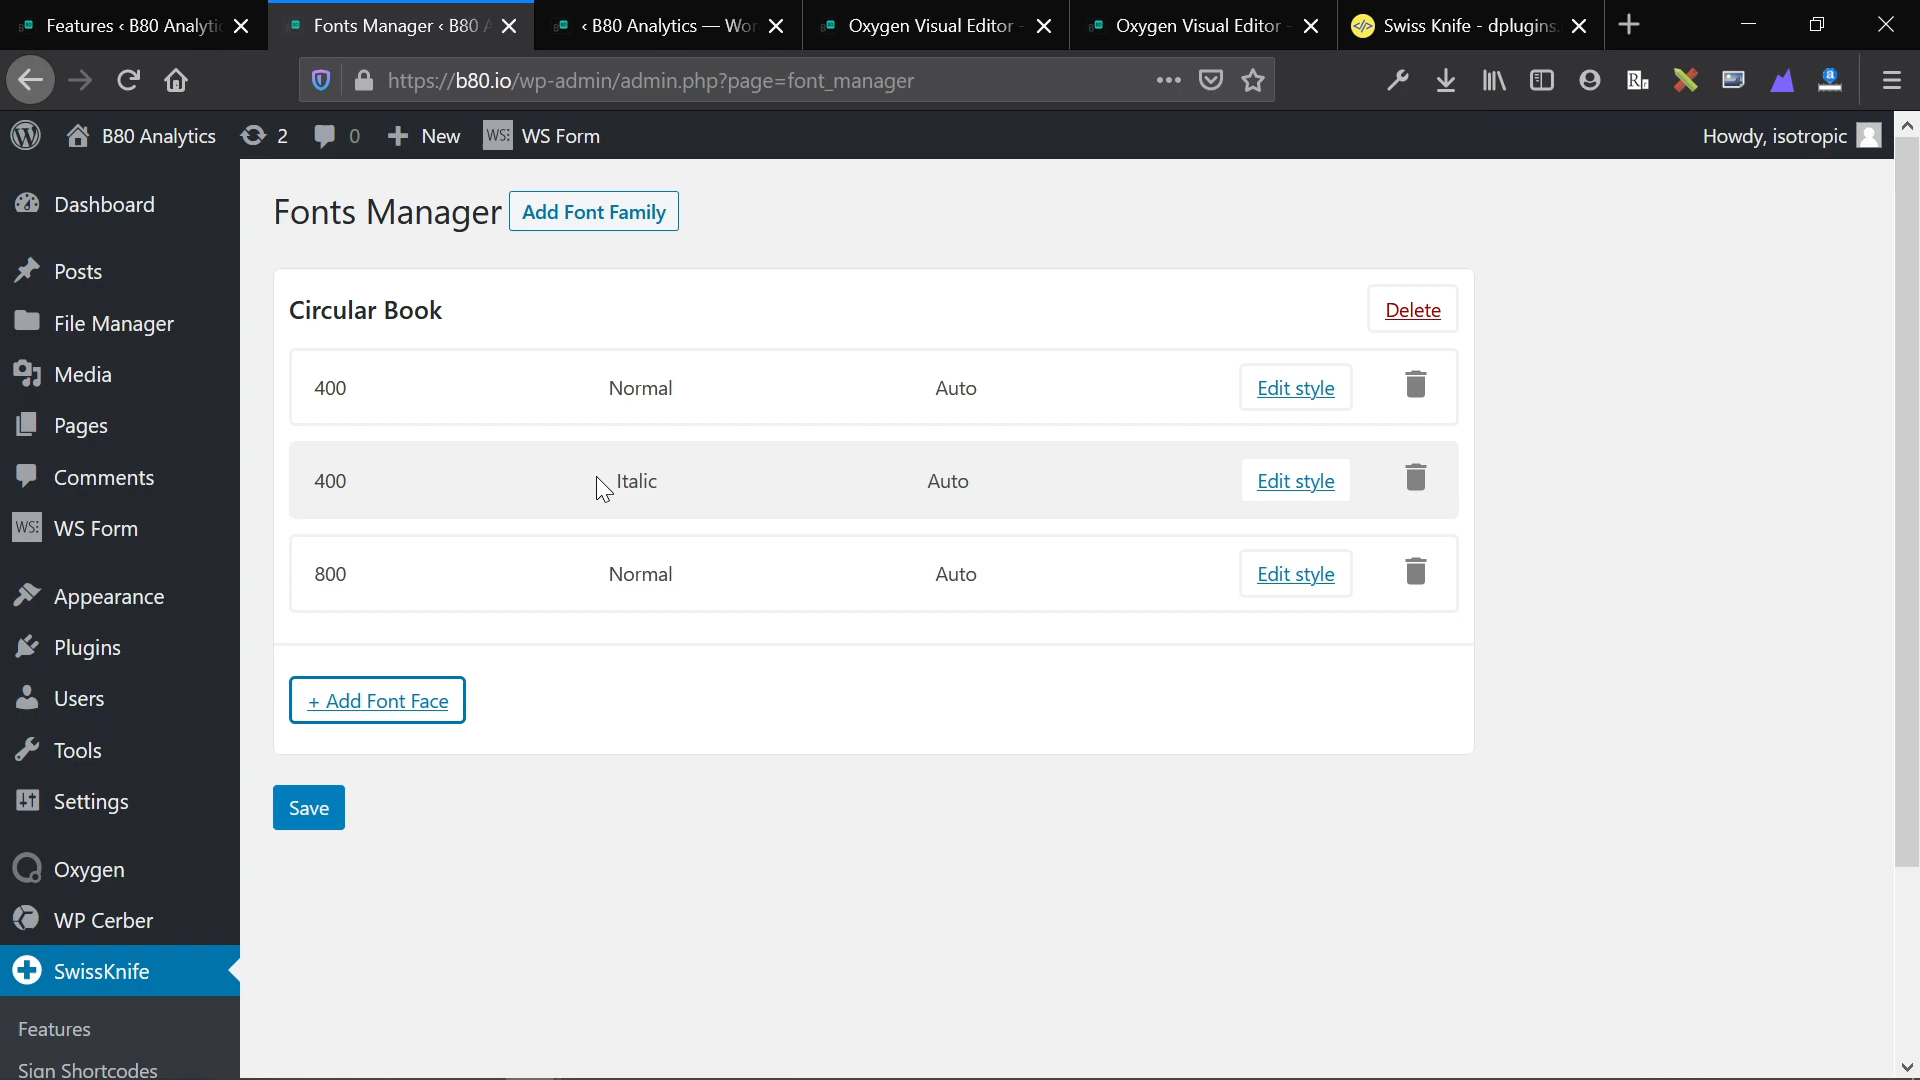 Features ‹ B80 Analyti
Fonts Manager ‹ B80 A
‹ B80 Analytics — Wor
Oxygen Visual Editor -
Oxygen Visual Editor -
Swiss Knife - dplugins.
https://b80.io/wp-admin/admin.php?page=font_manager
B80 Analytics
2
0
New
WS Form
Howdy, isotropic
Dashboard
Posts
File Manager
Media
Pages
Comments
WS Form
Appearance
Plugins
Users
Tools
Settings
Oxygen
WP Cerber
SwissKnife
Features
Sign Shortcodes
Fonts Manager
Add Font Family
Circular Book
Delete
400 Normal Auto Edit style
400 Italic Auto Edit style
800 Normal Auto Edit style
+ Add Font Face
Save